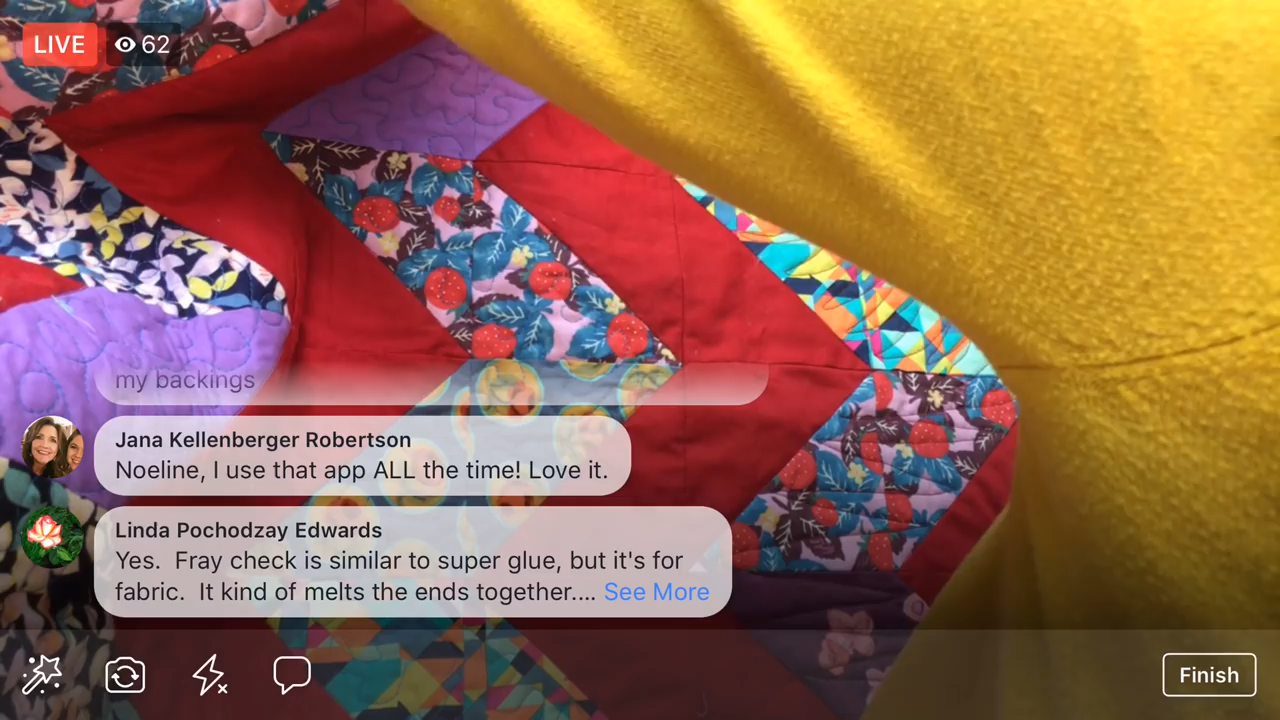 LIVE
62
my backings
Jana Kellenberger Robertson
Noeline, I use that app ALL the time! Love it.
Linda Pochodzay Edwards
Yes.  Fray check is similar to super glue, but it's for
fabric.  It kind of melts the ends together.... See More
Finish